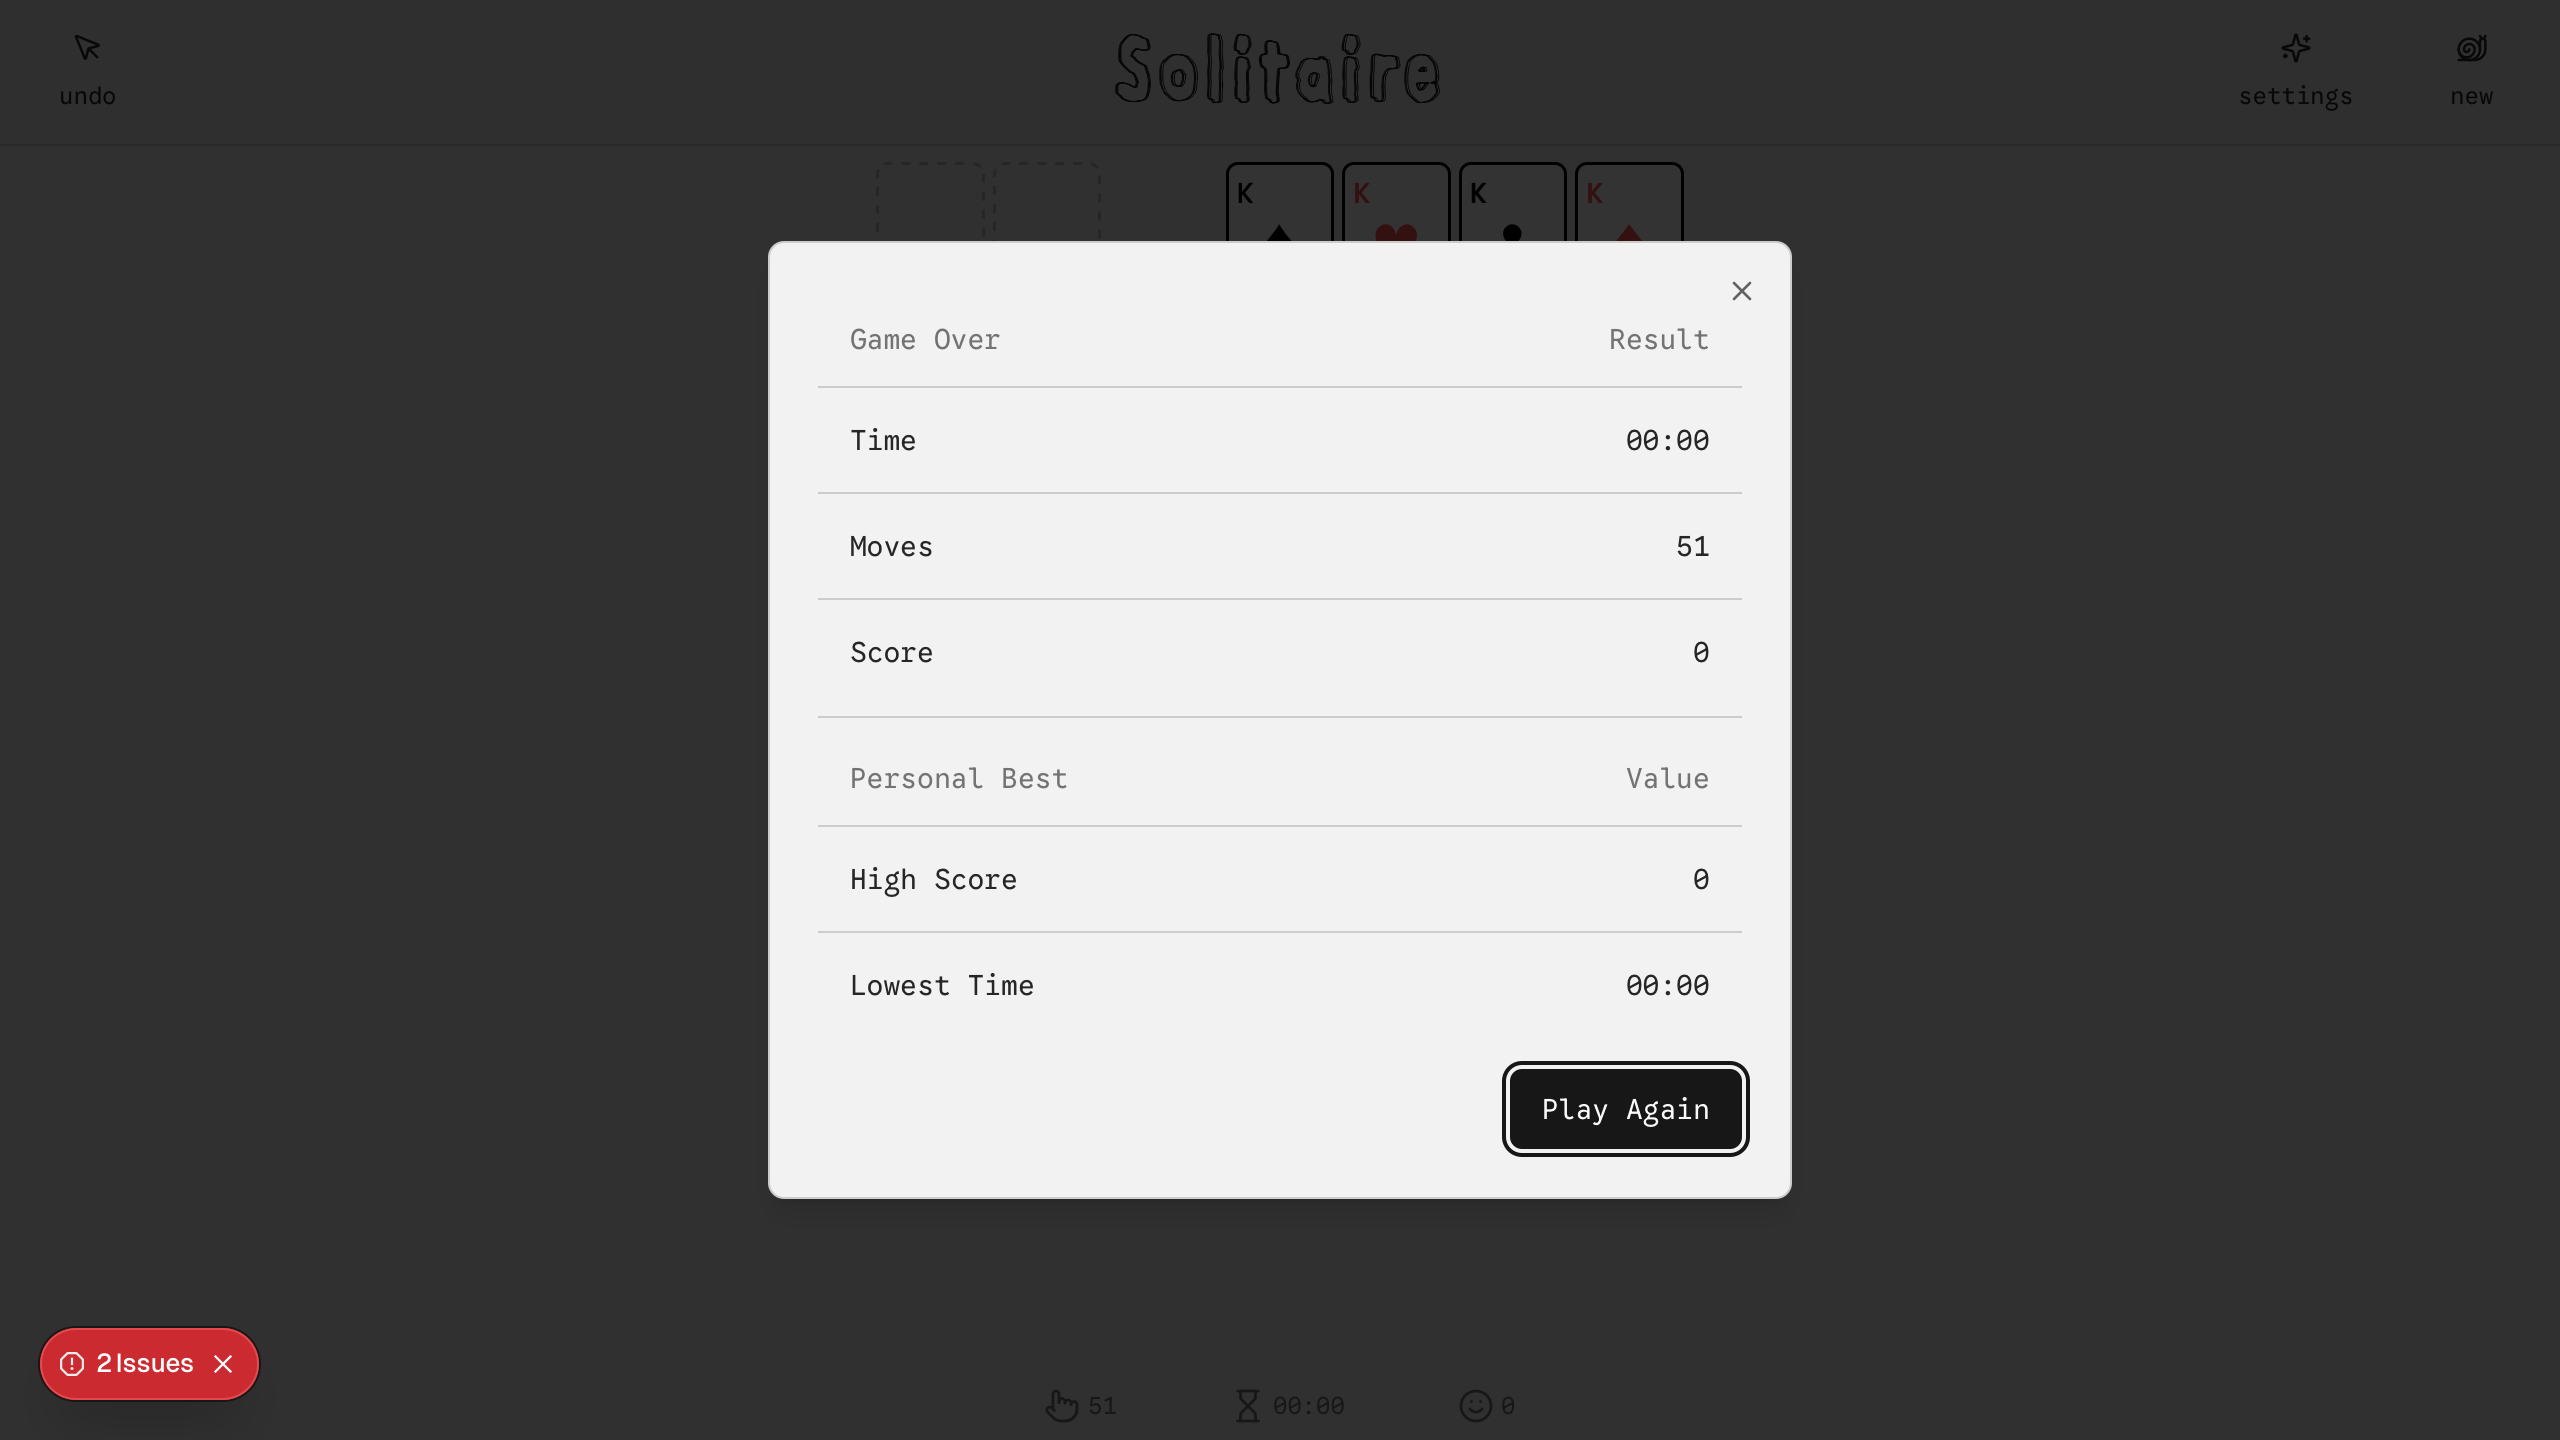 Solitaire
undo
settings
new
K
K
K
K
Game Over Result
Time 00:00
Moves 51
Score 0
Personal Best Value
High Score 0
Lowest Time 00:00
Play Again
2 Issues
51 00:00 0